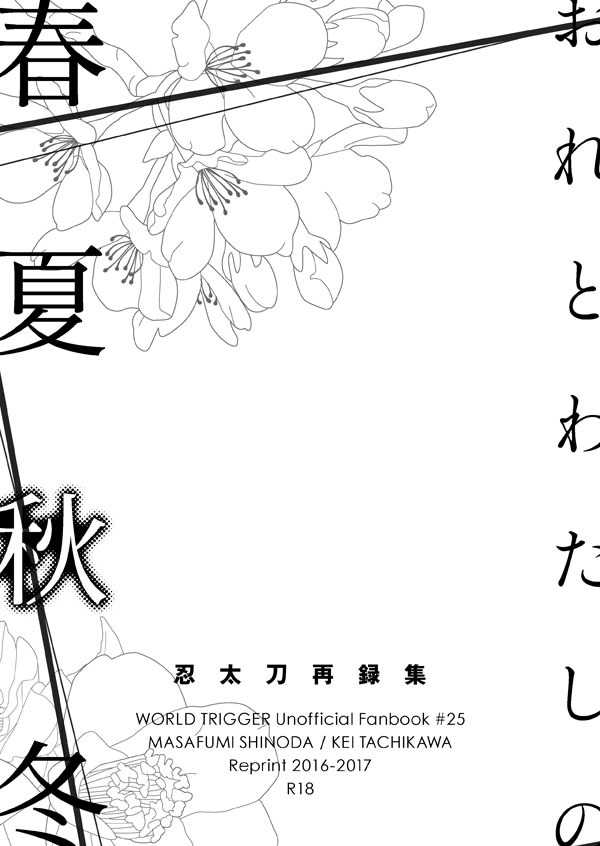 おれとわたしの
春夏秋冬
忍太刀再録集
WORLD TRIGGER Unofficial Fanbook #25
MASAFUMI SHINODA / KEI TACHIKAWA
Reprint 2016-2017
R18